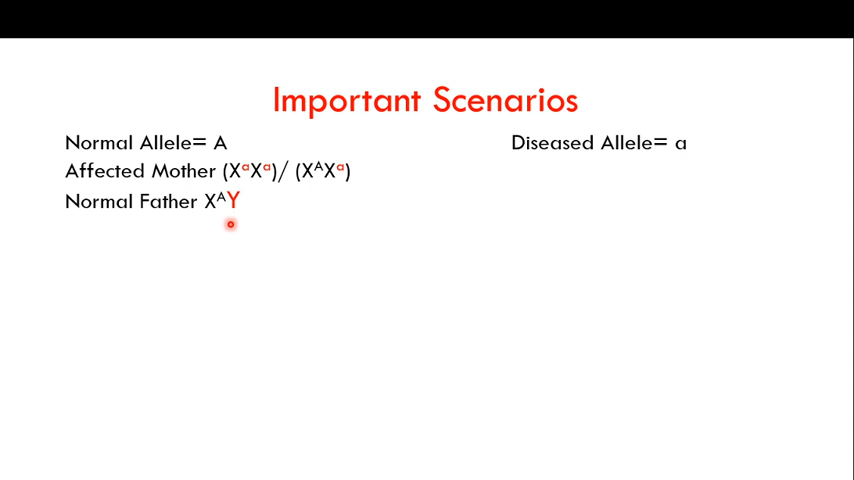 Important Scenarios
Normal Allele= A Diseased Allele= a
Affected Mother (XᵃXᵃ)/ (XᴬXᵃ)
Normal Father XᴬY